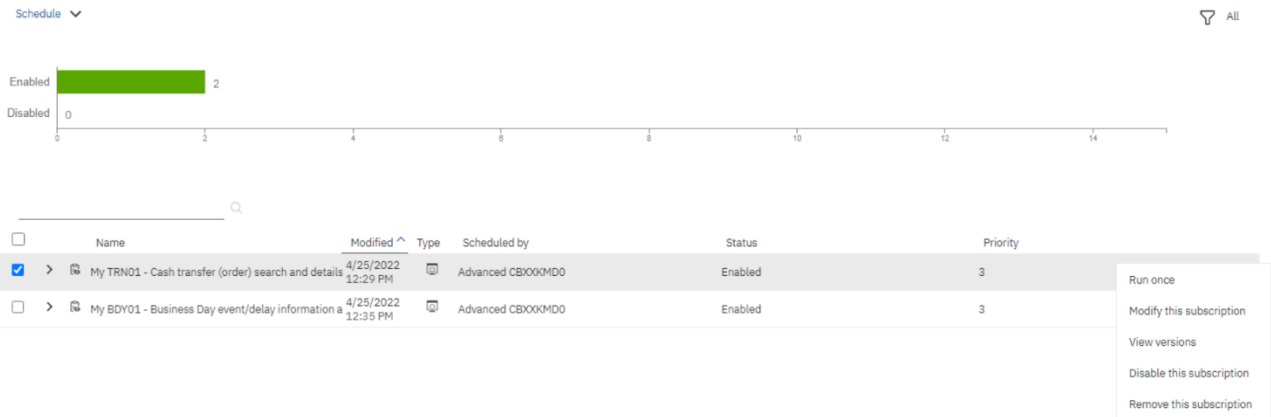 Schedule
All
Enabled
2
Disabled
0
0 2 4 6 8 10 12 14
Name Modified Type Scheduled by Status Priority
My TRN01 - Cash transfer (order) search and details 4/25/2022 12:29 PM Advanced CBXXKMD0 Enabled 3
My BDY01 - Business Day event/delay information a 4/25/2022 12:35 PM Advanced CBXXKMD0 Enabled 3
Run once
Modify this subscription
View versions
Disable this subscription
Remove this subscription